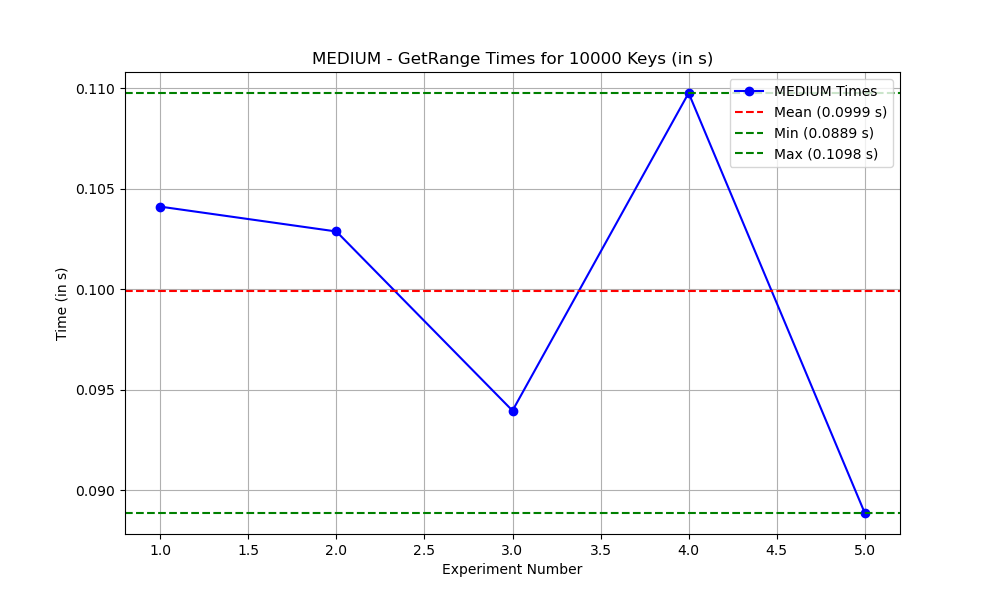 MEDIUM - GetRange Times for 10000 Keys (in s)
MEDIUM Times
Mean (0.0999 s)
Min (0.0889 s)
Max (0.1098 s)
Time (in s)
0.110
0.105
0.100
0.095
0.090
1.0 1.5 2.0 2.5 3.0 3.5 4.0 4.5 5.0
Experiment Number